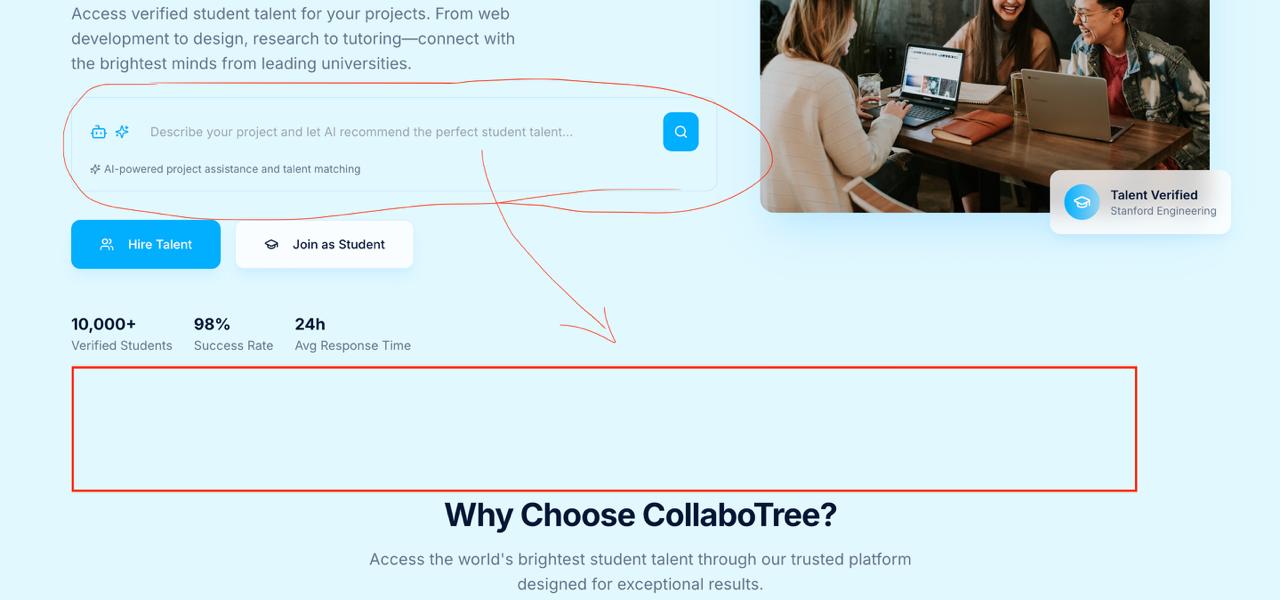 Access verified student talent for your projects. From web
development to design, research to tutoring—connect with
the brightest minds from leading universities.
Describe your project and let AI recommend the perfect student talent...
AI-powered project assistance and talent matching
Talent Verified
Stanford Engineering
Hire Talent
Join as Student
10,000+
Verified Students
98%
Success Rate
24h
Avg Response Time
Why Choose CollaboTree?
Access the world's brightest student talent through our trusted platform
designed for exceptional results.